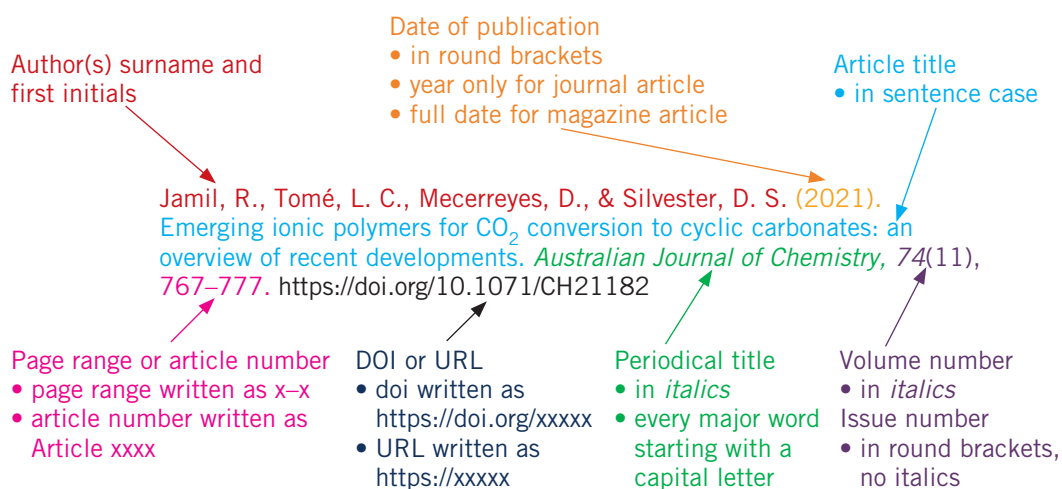 Date of publication
• in round brackets
• year only for journal article
• full date for magazine article
Author(s) surname and
first initials
Article title
• in sentence case
Jamil, R., Tomé, L. C., Mecerreyes, D., & Silvester, D. S. (2021).
Emerging ionic polymers for CO₂ conversion to cyclic carbonates: an
overview of recent developments. Australian Journal of Chemistry, 74(11),
767–777. https://doi.org/10.1071/CH21182
Page range or article number
• page range written as x–x
• article number written as
Article xxxx
DOI or URL
• doi written as
https://doi.org/xxxxx
• URL written as
https://xxxxx
Periodical title
• in italics
• every major word
starting with a
capital letter
Volume number
• in italics
Issue number
• in round brackets,
no italics